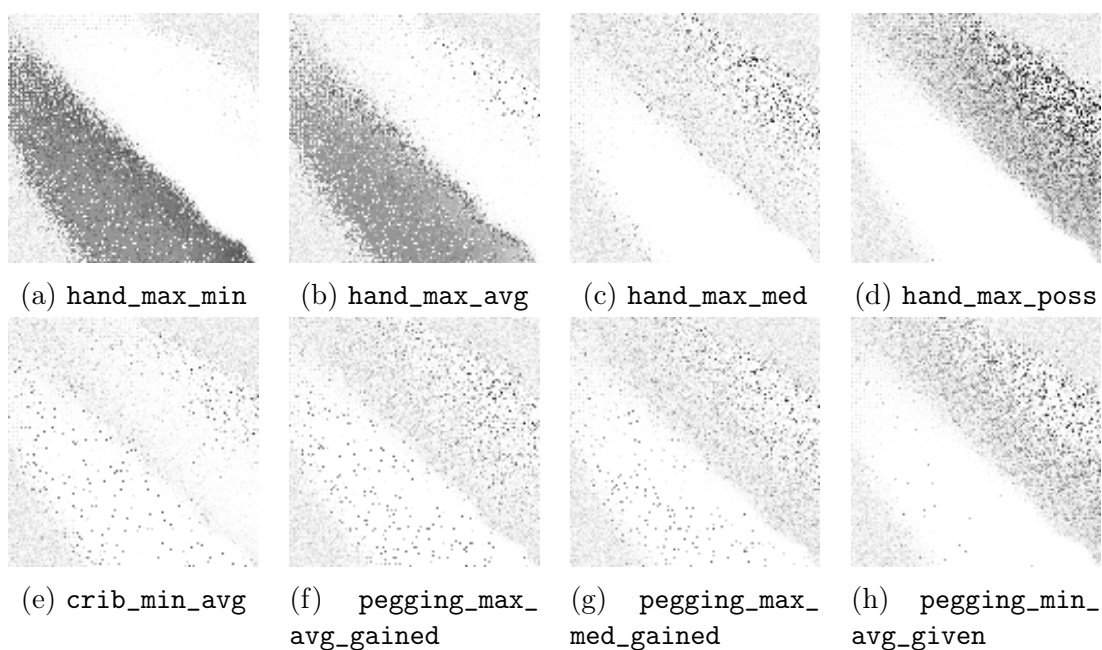 (a) hand_max_min
(b) hand_max_avg
(c) hand_max_med
(d) hand_max_poss
(e) crib_min_avg
(f) pegging_max_
avg_gained
(g) pegging_max_
med_gained
(h) pegging_min_
avg_given